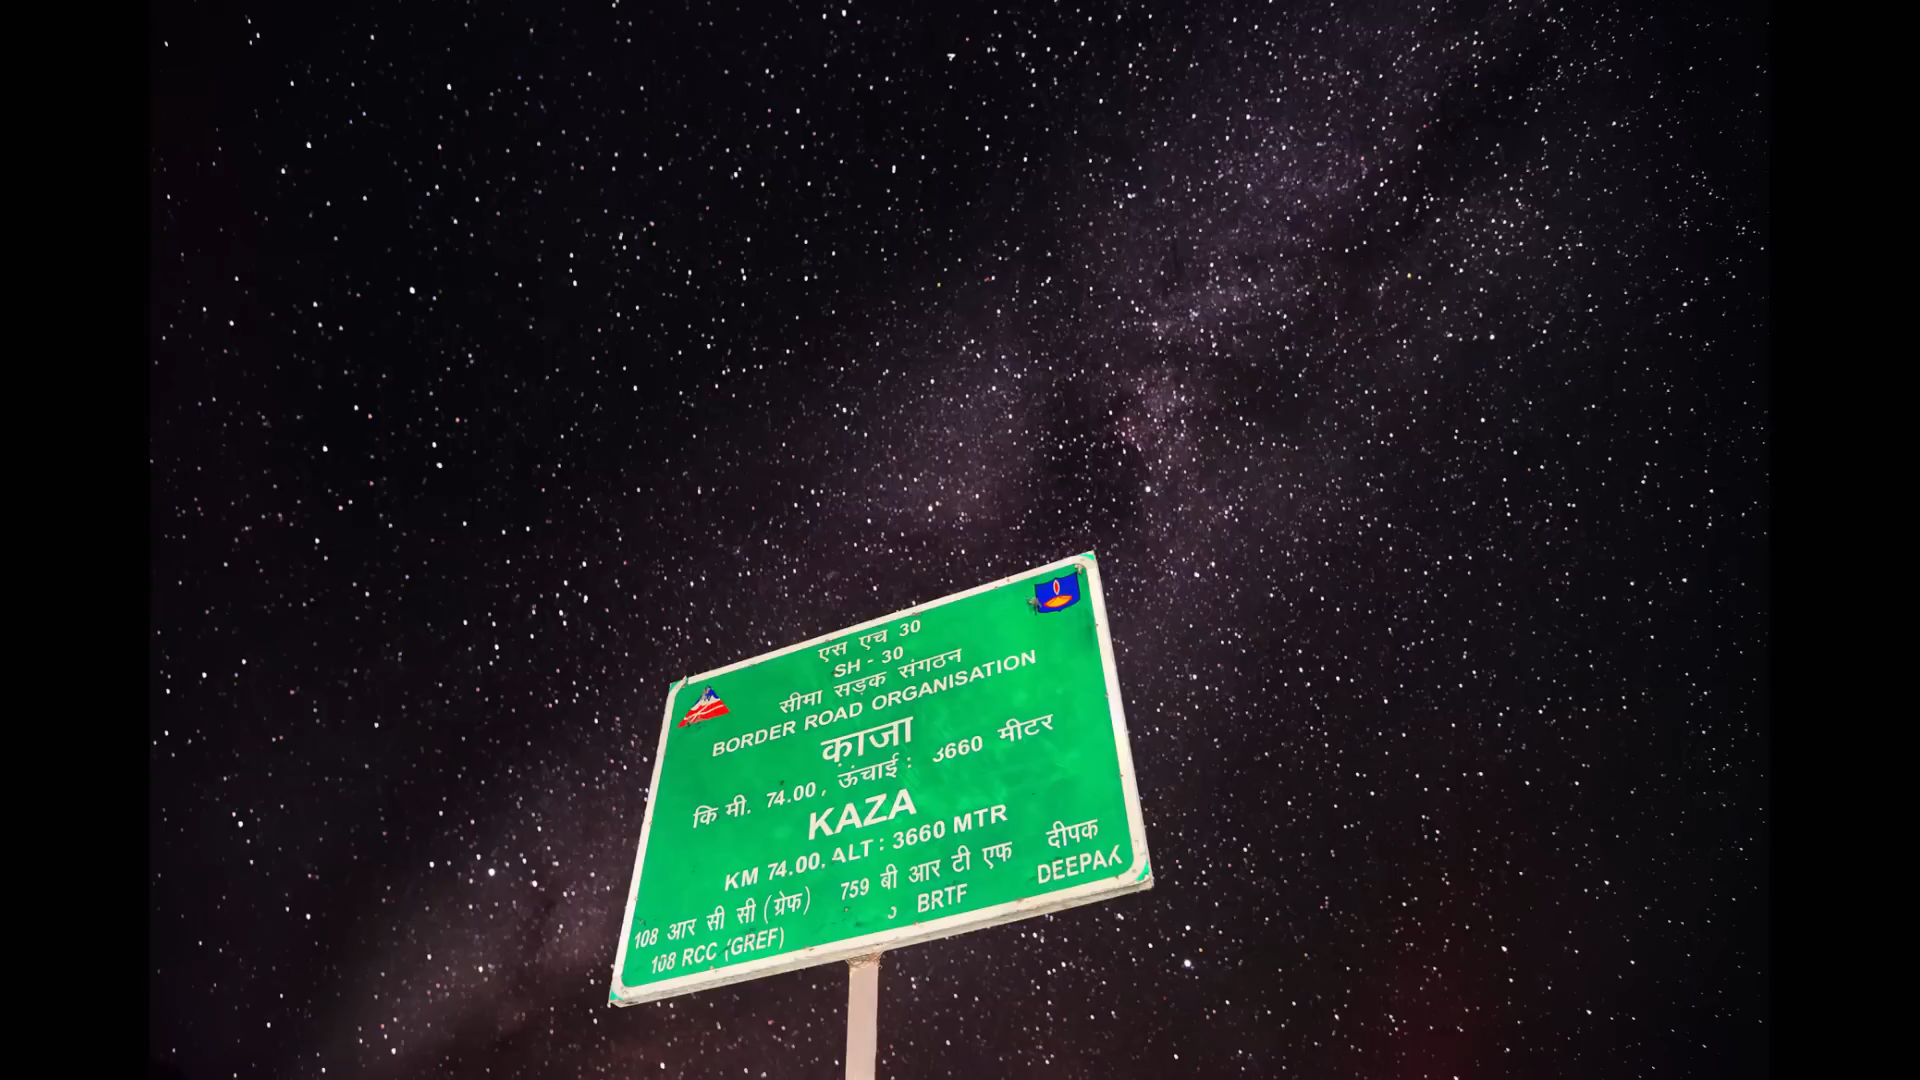 एस एच 30
SH - 30
सीमा सड़क संगठन
BORDER ROAD ORGANISATION
काजा
कि मी. 74.00, ऊंचाई : 3660 मीटर
KAZA
KM 74.00, ALT : 3660 MTR
108 आर सी सी (ग्रेफ) 759 बी आर टी एफ दीपक
108 RCC (GREF) BRTF DEEPAK